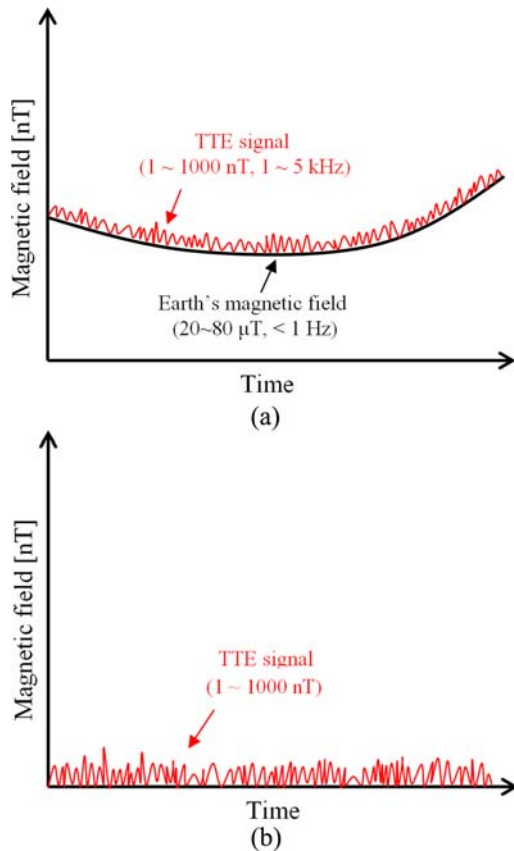 Magnetic field [nT]
TTE signal
(1 ~ 1000 nT, 1 ~ 5 kHz)
Earth`s magnetic field
(20~80 μT, < 1 Hz)
Time
(a)
Magnetic field [nT]
TTE signal
(1 ~ 1000 nT)
Time
(b)